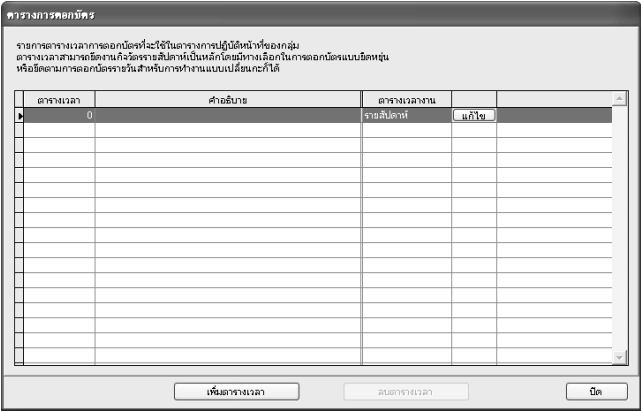 ตารางการตอกบัตร
รายการตารางเวลาการตอกบัตรที่จะใช้ในตารางการปฏิบัติหน้าที่ของกลุ่ม
ตารางเวลาสามารถยึดงานกิจวัตรรายสัปดาห์เป็นหลักโดยมีทางเลือกในการตอกบัตรแบบยืดหยุ่น
หรือยึดตามการตอกบัตรรายวันสำหรับการทำงานแบบเปลี่ยนกะก็ได้
ตารางเวลา คำอธิบาย ตารางเวลางาน
0 รายสัปดาห์ แก้ไข
เพิ่มตารางเวลา ลบตารางเวลา ปิด